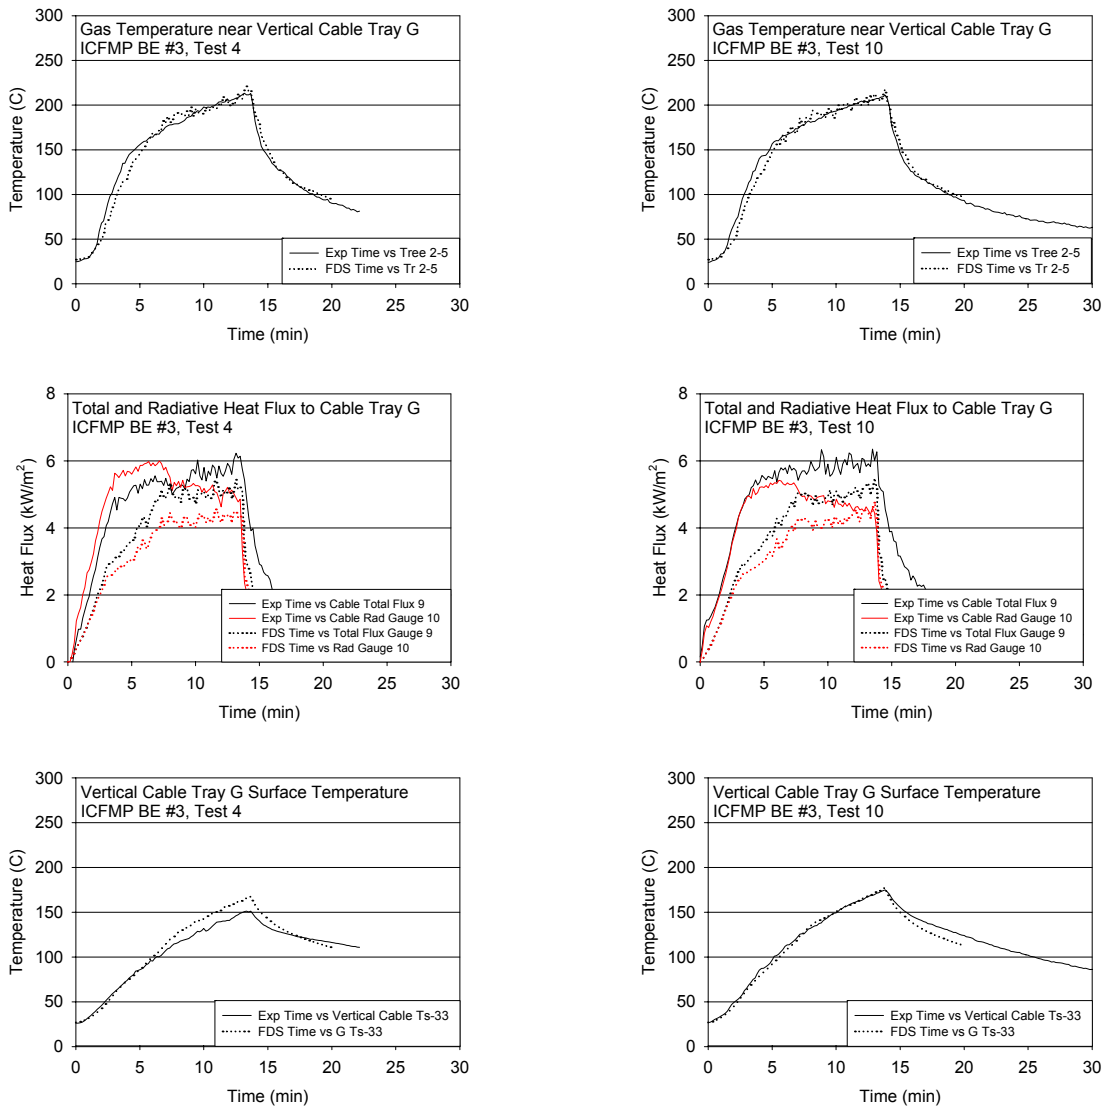 Gas Temperature near Vertical Cable Tray G
ICFMP BE #3, Test 4
Temperature (C)
300
250
200
150
100
50
0
Exp Time vs Tree 2-5
FDS Time vs Tr 2-5
0 5 10 15 20 25 30
Time (min)
Gas Temperature near Vertical Cable Tray G
ICFMP BE #3, Test 10
Temperature (C)
300
250
200
150
100
50
0
Exp Time vs Tree 2-5
FDS Time vs Tr 2-5
0 5 10 15 20 25 30
Time (min)
Total and Radiative Heat Flux to Cable Tray G
ICFMP BE #3, Test 4
Heat Flux (kW/m²)
8
6
4
2
0
Exp Time vs Cable Total Flux 9
Exp Time vs Cable Rad Gauge 10
FDS Time vs Total Flux Gauge 9
FDS Time vs Rad Gauge 10
0 5 10 15 20 25 30
Time (min)
Total and Radiative Heat Flux to Cable Tray G
ICFMP BE #3, Test 10
Heat Flux (kW/m²)
8
6
4
2
0
Exp Time vs Cable Total Flux 9
Exp Time vs Cable Rad Gauge 10
FDS Time vs Total Flux Gauge 9
FDS Time vs Rad Gauge 10
0 5 10 15 20 25 30
Time (min)
Vertical Cable Tray G Surface Temperature
ICFMP BE #3, Test 4
Temperature (C)
300
250
200
150
100
50
0
Exp Time vs Vertical Cable Ts-33
FDS Time vs G Ts-33
0 5 10 15 20 25 30
Time (min)
Vertical Cable Tray G Surface Temperature
ICFMP BE #3, Test 10
Temperature (C)
300
250
200
150
100
50
0
Exp Time vs Vertical Cable Ts-33
FDS Time vs G Ts-33
0 5 10 15 20 25 30
Time (min)